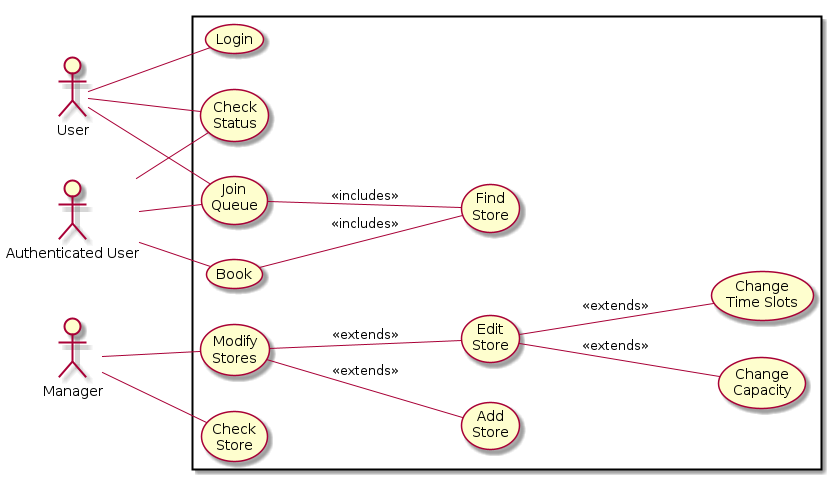 Login
User
Check
Status
Authenticated User
Join
Queue
«includes»
Find
Store
«includes»
Book
Manager
Modify
Stores
«extends»
Edit
Store
«extends»
Change
Time Slots
«extends»
Change
Capacity
«extends»
Add
Store
Check
Store